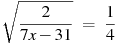 √(2/(7x − 31)) = 1/4